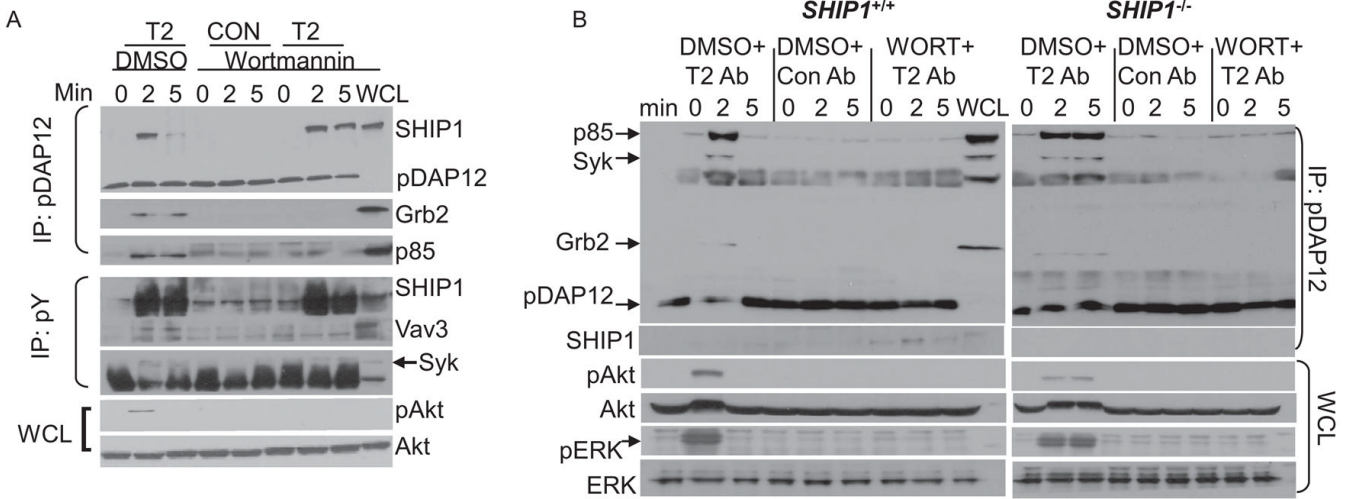 A
T2 CON T2
DMSO Wortmannin
Min 0 2 5 0 2 5 0 2 5 WCL
IP: pDAP12
SHIP1
pDAP12
Grb2
p85
IP: pY
SHIP1
Vav3
Syk
WCL
pAkt
Akt
B
SHIP1+/+ SHIP1-/-
DMSO+ DMSO+ WORT+ DMSO+ DMSO+ WORT+
T2 Ab Con Ab T2 Ab T2 Ab Con Ab T2 Ab
min 0 2 5 0 2 5 0 2 5 WCL 0 2 5 0 2 5 0 2 5
p85
Syk
Grb2
pDAP12
SHIP1
IP: pDAP12
pAkt
Akt
pERK
ERK
WCL